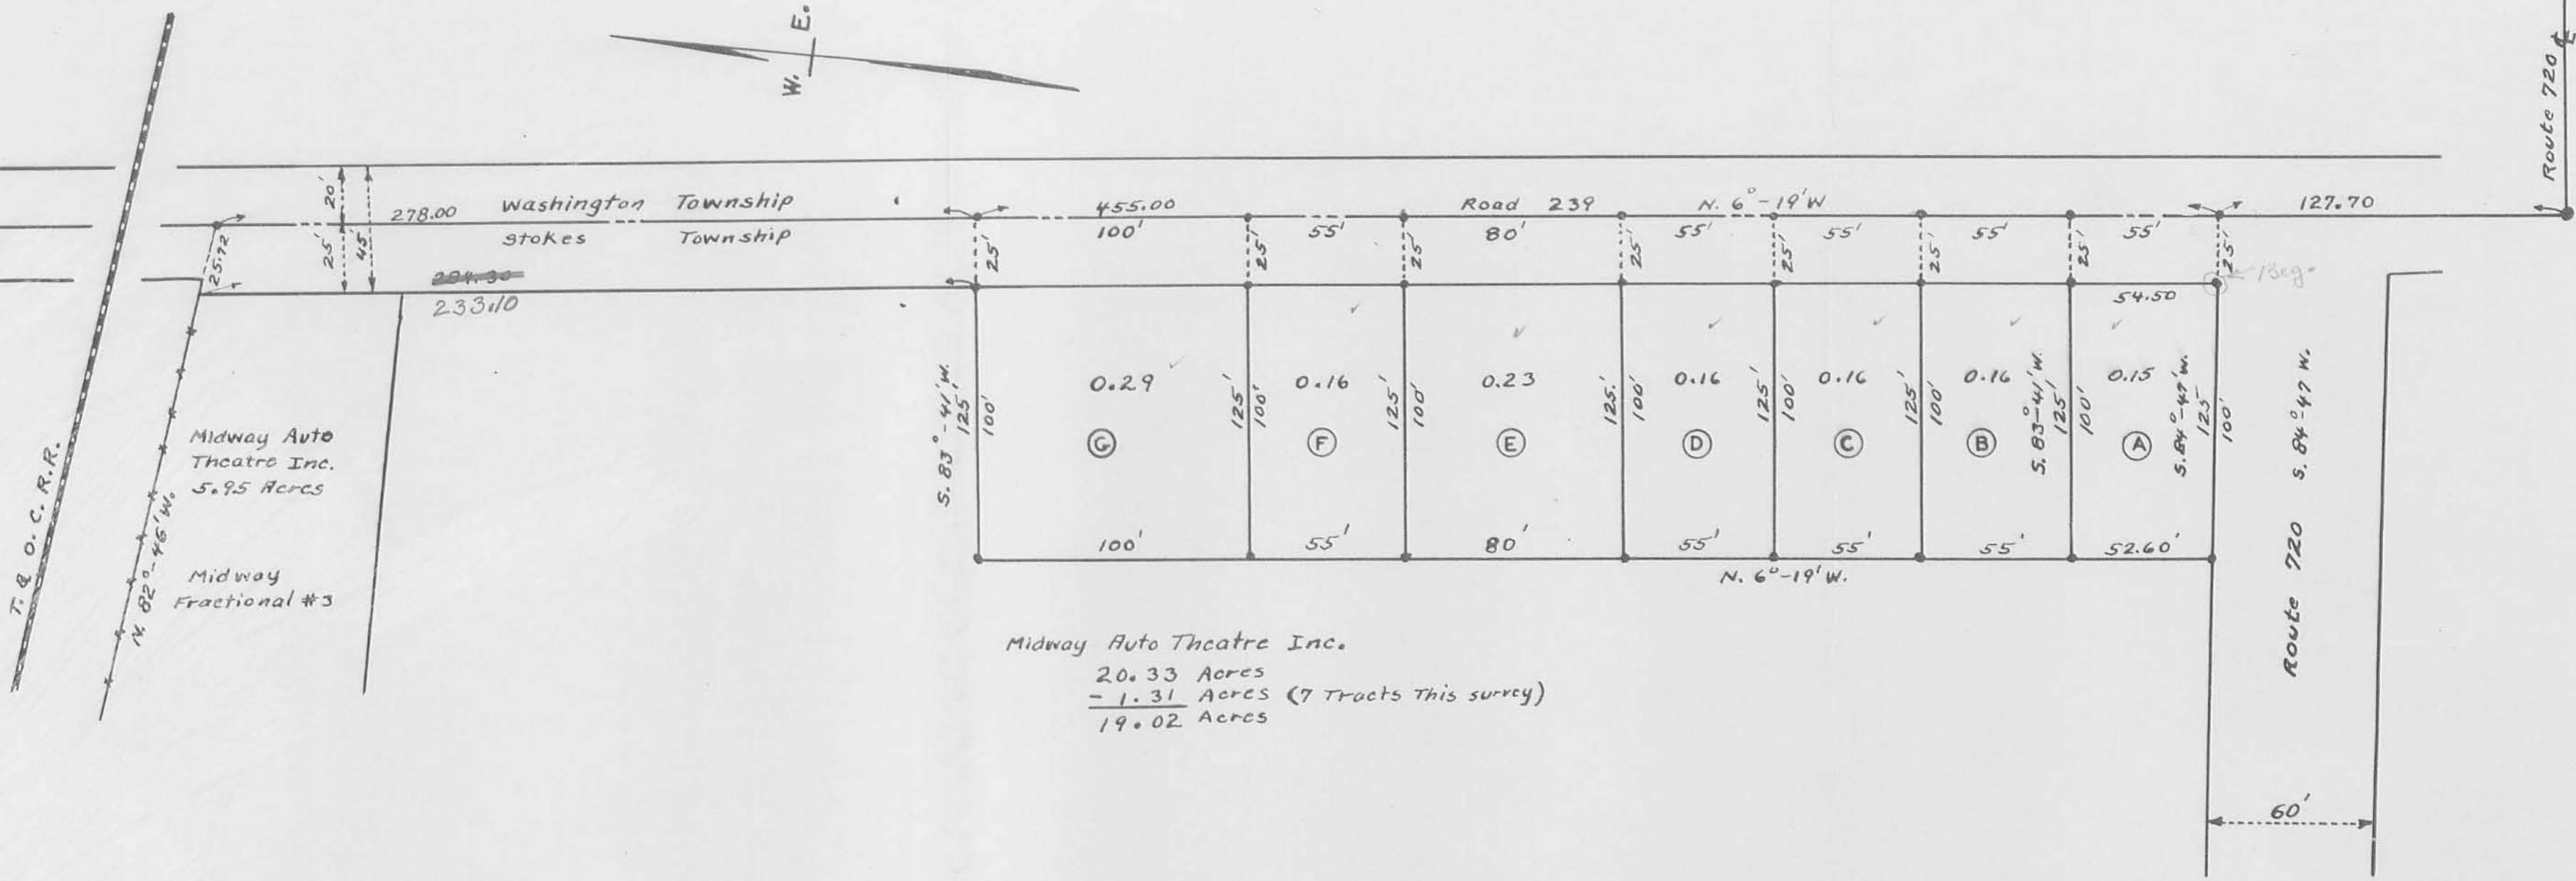 W. E.
Route 720 ℄
Washington Township
Stokes Township
278.00
455.00
Road 239
N. 6°-19'W
127.70
20'
25'
45'
25.72
100'
55'
80'
55'
55'
55'
55'
25'
25'
25'
25'
25'
25'
25'
25'
284.30
233.10
54.50
Beg.
S. 83°-41'W.
125'
100'
0.29
G
125'
100'
0.16
F
125'
100'
0.23
E
125'
100'
0.16
D
125'
100'
0.16
C
125'
100'
0.16
B
S. 83-41'W.
125'
100'
0.15
A
S. 84°-47'W.
125'
100'
Route 720 S. 84°-47 W.
100'
55'
80'
55'
55'
55'
52.60'
N. 6°-19'W.
T. & O. C. R.R.
N. 82°-46'W.
Midway Auto
Theatre Inc.
5.95 Acres
Midway
Fractional #3
Midway Auto Theatre Inc.
20.33 Acres
- 1.31 Acres (7 Tracts This survey)
19.02 Acres
60'